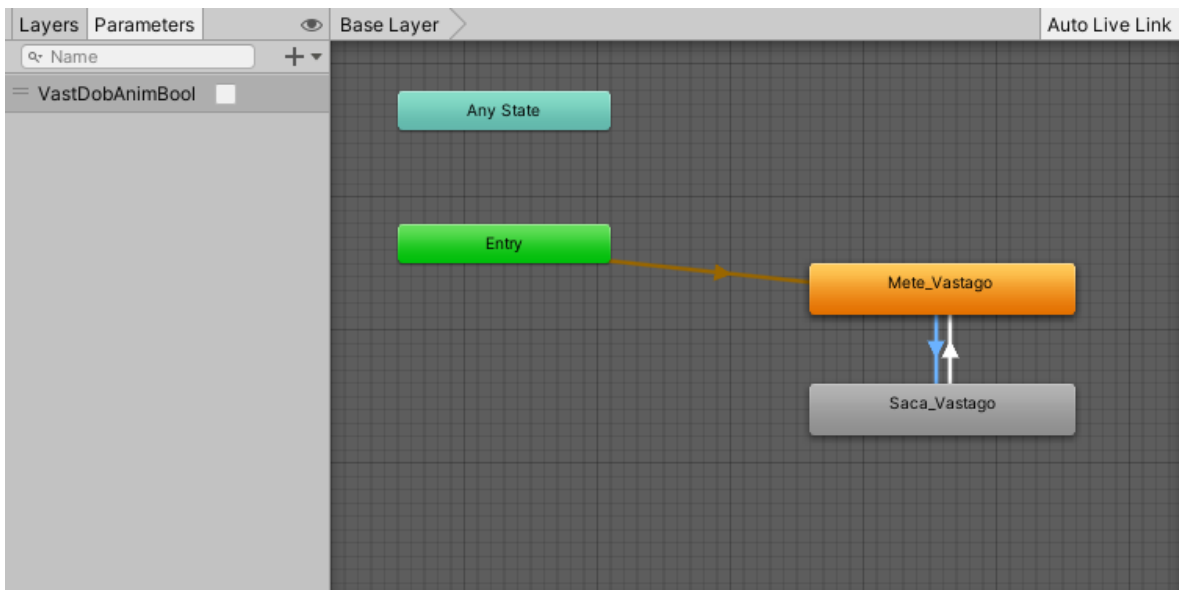 Layers Parameters
Base Layer
Auto Live Link
Name
VastDobAnimBool
Any State
Entry
Mete_Vastago
Saca_Vastago